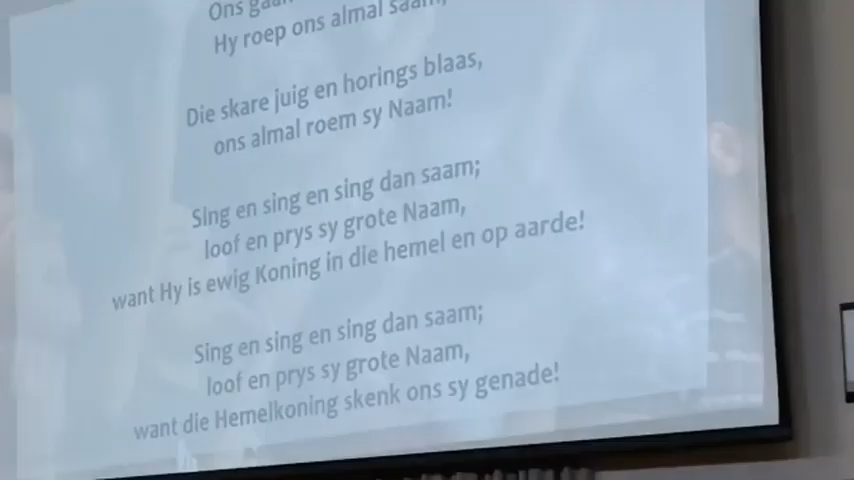 Ons
Hy roep ons almal saam,
Die skare juig en horings blaas,
ons almal roem sy Naam!
Sing en sing en sing dan saam;
loof en prys sy grote Naam,
want Hy is ewig Koning in die hemel en op aarde!
Sing en sing en sing dan saam;
loof en prys sy grote Naam,
want die Hemelkoning skenk ons sy genade!